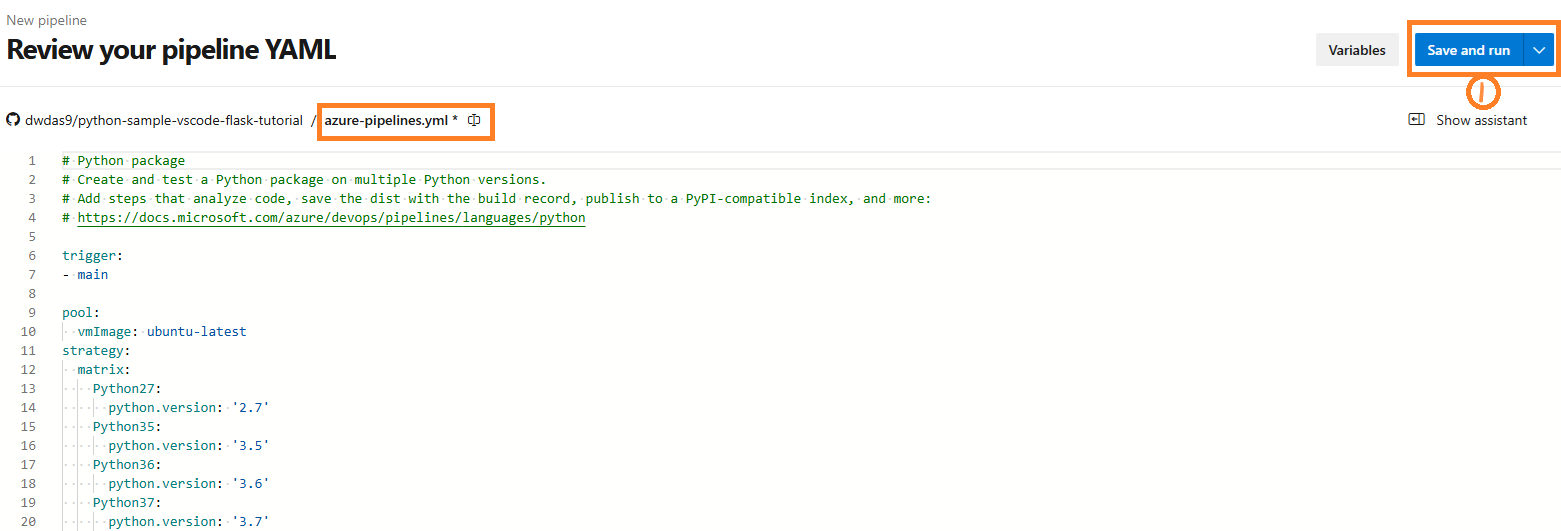 New pipeline
Review your pipeline YAML
Variables
Save and run
1
dwdas9/python-sample-vscode-flask-tutorial / azure-pipelines.yml *
Show assistant
1 # Python package
2 # Create and test a Python package on multiple Python versions.
3 # Add steps that analyze code, save the dist with the build record, publish to a PyPI-compatible index, and more:
4 # https://docs.microsoft.com/azure/devops/pipelines/languages/python
5
6 trigger:
7 - main
8
9 pool:
10   vmImage: ubuntu-latest
11 strategy:
12   matrix:
13     Python27:
14       python.version: '2.7'
15     Python35:
16       python.version: '3.5'
17     Python36:
18       python.version: '3.6'
19     Python37:
20       python.version: '3.7'